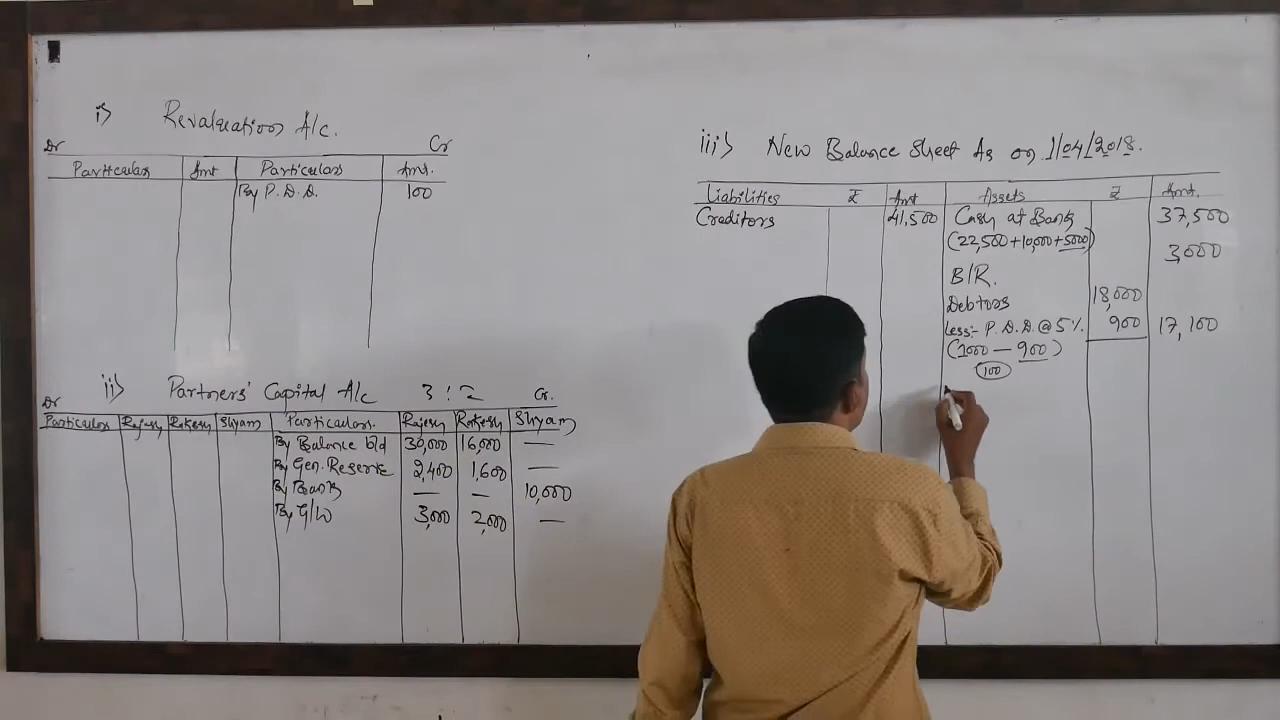 i) Revaluation A/c.
Dr Cr
Particulars Amt Particulars Amt.
By P.D.D. 100
ii) Partners' Capital A/c 3:2
Dr Cr.
Particulars Rajesh Rakesh Shyam Particulars. Rajesh Rakesh Shyam
By Balance b/d 30,000 16,000 —
By Gen. Reserve 2,400 1,600 —
By Bank — — 10,000
By G/W 3,000 2,000 —
iii) New Balance Sheet As on 1/04/2018.
Liabilities ₹ Amt Assets ₹ Amt.
Creditors 41,500 Cash at Bank 37,500
(22,500+10,000+5000)
3,000
B/R.
Debtors 18,000
Less:- P.D.D.@5% 900 17,100
(1000 — 900)
100